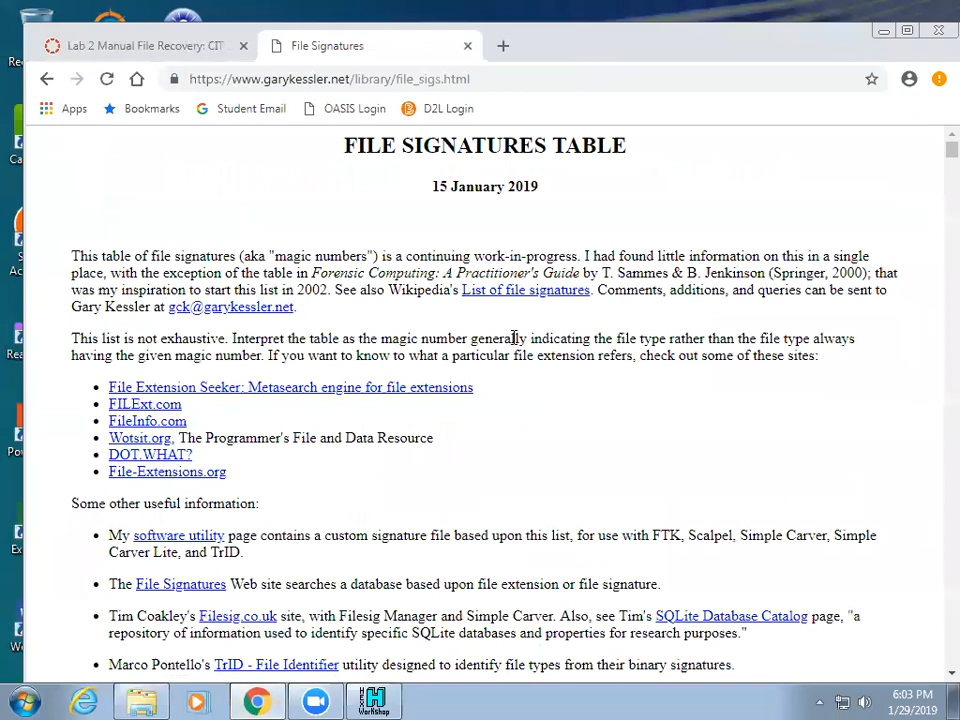 Lab 2 Manual File Recovery: CIT
File Signatures
https://www.garykessler.net/library/file_sigs.html
Apps Bookmarks Student Email OASIS Login D2L Login
FILE SIGNATURES TABLE
15 January 2019
This table of file signatures (aka "magic numbers") is a continuing work-in-progress. I had found little information on this in a single
place, with the exception of the table in Forensic Computing: A Practitioner's Guide by T. Sammes & B. Jenkinson (Springer, 2000); that
was my inspiration to start this list in 2002. See also Wikipedia's List of file signatures. Comments, additions, and queries can be sent to
Gary Kessler at gck@garykessler.net.
This list is not exhaustive. Interpret the table as the magic number generally indicating the file type rather than the file type always
having the given magic number. If you want to know to what a particular file extension refers, check out some of these sites:
File Extension Seeker: Metasearch engine for file extensions
FILExt.com
FileInfo.com
Wotsit.org, The Programmer's File and Data Resource
DOT.WHAT?
File-Extensions.org
Some other useful information:
My software utility page contains a custom signature file based upon this list, for use with FTK, Scalpel, Simple Carver, Simple
Carver Lite, and TrID.
The File Signatures Web site searches a database based upon file extension or file signature.
Tim Coakley's Filesig.co.uk site, with Filesig Manager and Simple Carver. Also, see Tim's SQLite Database Catalog page, "a
repository of information used to identify specific SQLite databases and properties for research purposes."
Marco Pontello's TrID - File Identifier utility designed to identify file types from their binary signatures.
Workshop
6:03 PM
1/29/2019